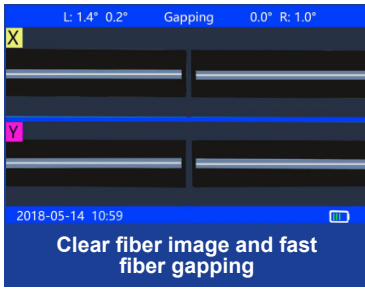 L: 1.4° 0.2° Gapping 0.0° R: 1.0°
X
Y
2018-05-14 10:59
Clear fiber image and fast
fiber gapping